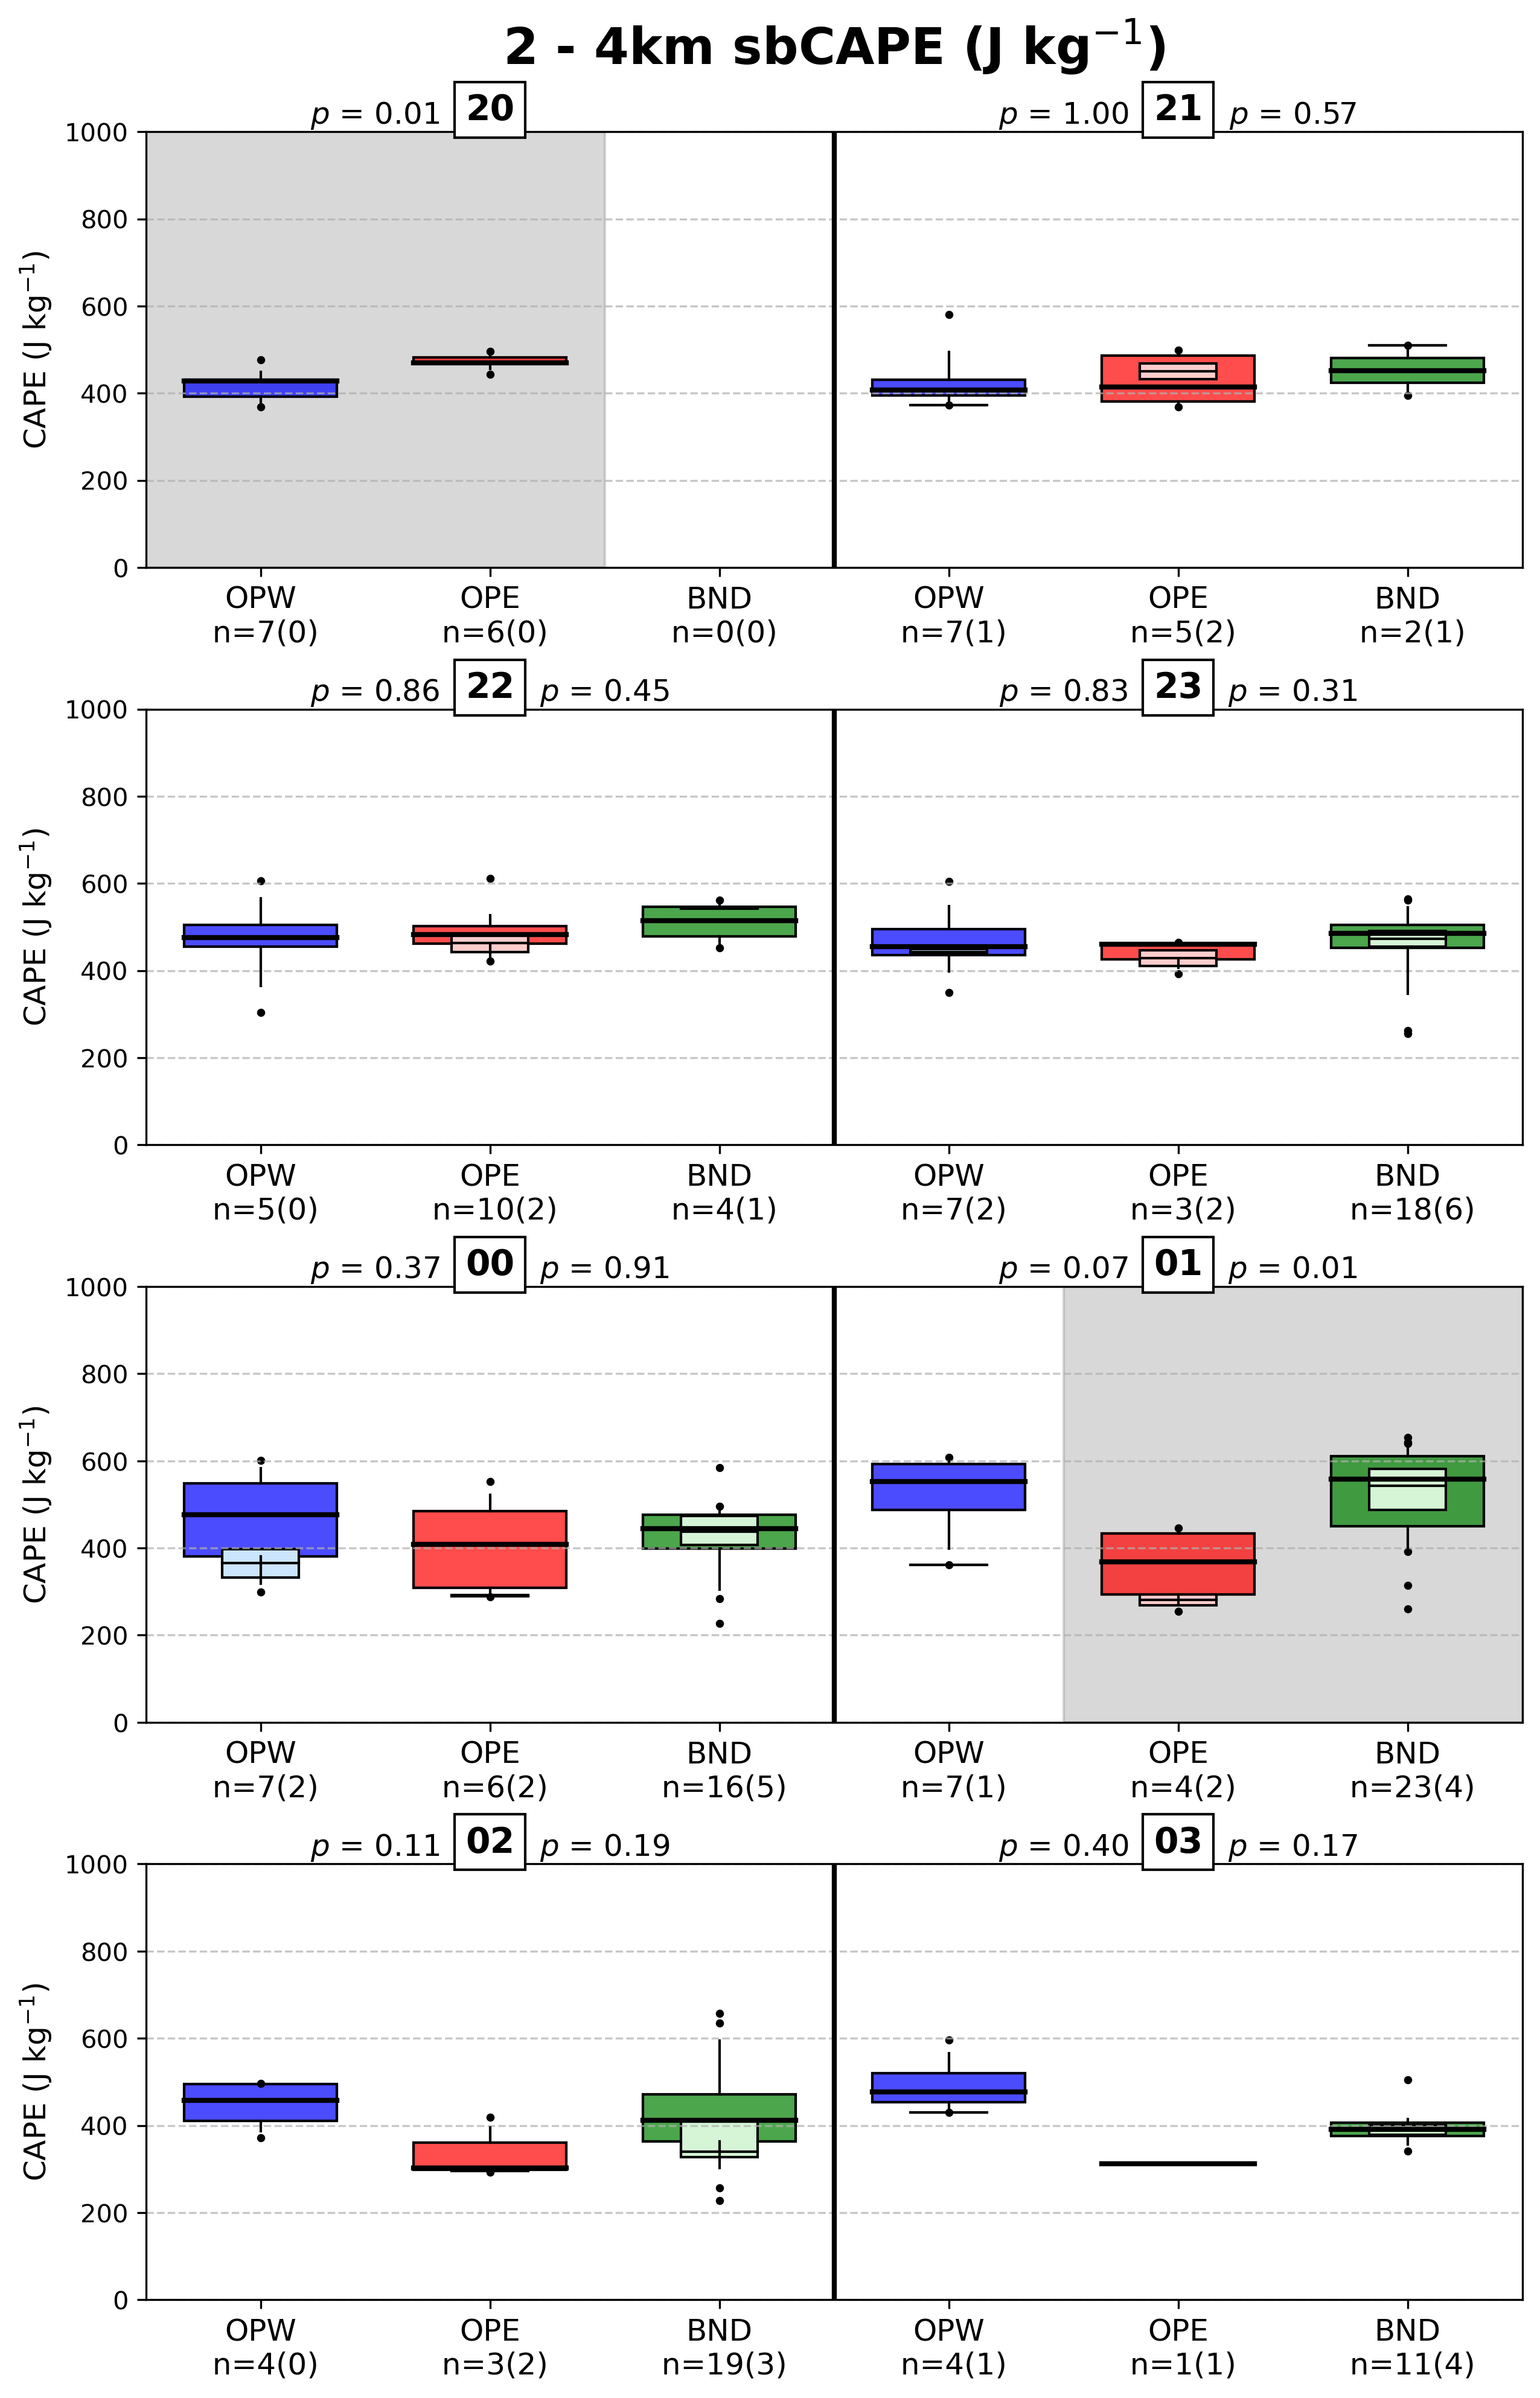 2 - 4km sbCAPE (J kg⁻¹)
p = 0.01 20
p = 1.00 21 p = 0.57
CAPE (J kg⁻¹)
1000
800
600
400
200
0
OPW OPE BND OPW OPE BND
n=7(0) n=6(0) n=0(0) n=7(1) n=5(2) n=2(1)
p = 0.86 22 p = 0.45
p = 0.83 23 p = 0.31
CAPE (J kg⁻¹)
1000
800
600
400
200
0
OPW OPE BND OPW OPE BND
n=5(0) n=10(2) n=4(1) n=7(2) n=3(2) n=18(6)
p = 0.37 00 p = 0.91
p = 0.07 01 p = 0.01
CAPE (J kg⁻¹)
1000
800
600
400
200
0
OPW OPE BND OPW OPE BND
n=7(2) n=6(2) n=16(5) n=7(1) n=4(2) n=23(4)
p = 0.11 02 p = 0.19
p = 0.40 03 p = 0.17
CAPE (J kg⁻¹)
1000
800
600
400
200
0
OPW OPE BND OPW OPE BND
n=4(0) n=3(2) n=19(3) n=4(1) n=1(1) n=11(4)